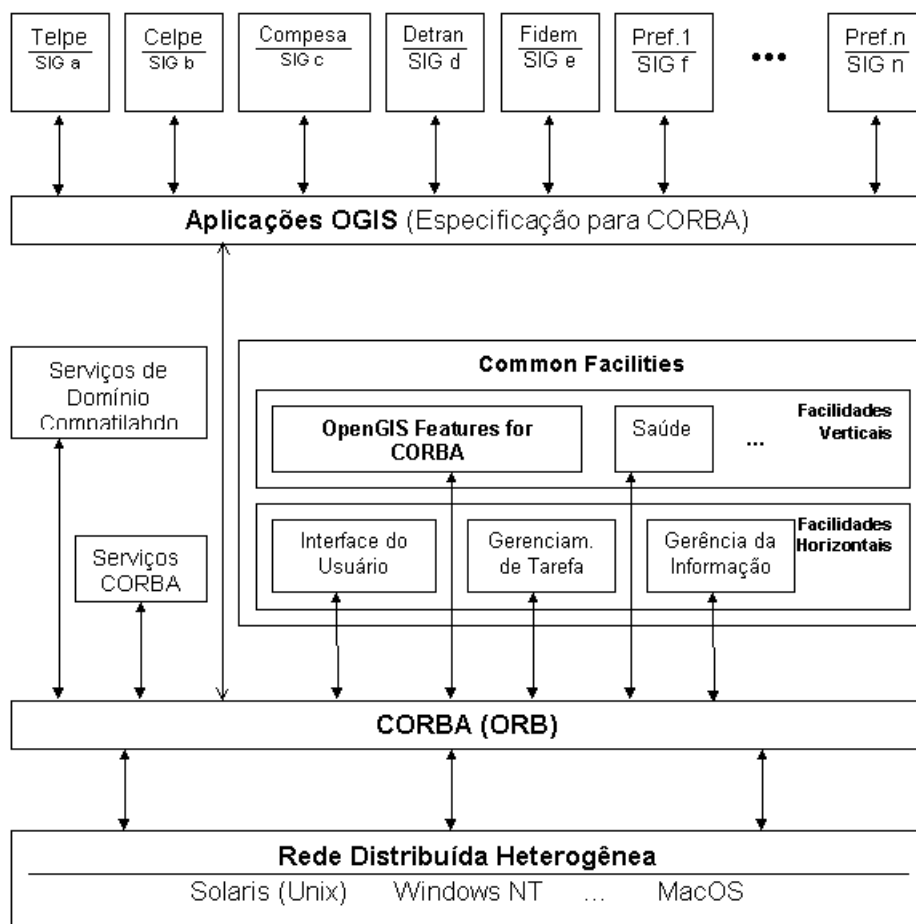 Telpe
SIG a
Celpe
SIG b
Compesa
SIG c
Detran
SIG d
Fidem
SIG e
Pref.1
SIG f
•••
Pref.n
SIG n
Aplicações OGIS (Especificação para CORBA)
Serviços de
Domínio
Compatilahdo
Common Facilities
OpenGIS Features for
CORBA
Saúde
...
Facilidades
Verticais
Serviços
CORBA
Interface do
Usuário
Gerenciam.
de Tarefa
Gerência da
Informação
Facilidades
Horizontais
CORBA (ORB)
Rede Distribuída Heterogênea
Solaris (Unix) Windows NT ... MacOS